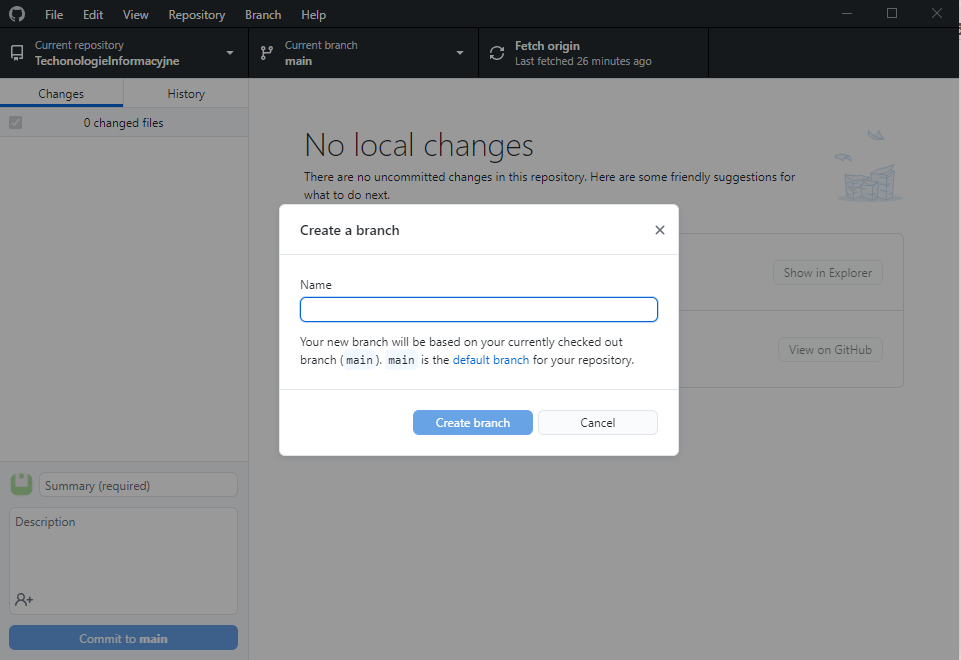 File Edit View Repository Branch Help
Current repository
TechonologieInformacyjne
Current branch
main
Fetch origin
Last fetched 26 minutes ago
Changes
History
0 changed files
No local changes
There are no uncommitted changes in this repository. Here are some friendly suggestions for
what to do next.
Create a branch
Show in Explorer
Name
Your new branch will be based on your currently checked out
branch (main). main is the default branch for your repository.
View on GitHub
Create branch
Cancel
Summary (required)
Description
Commit to main